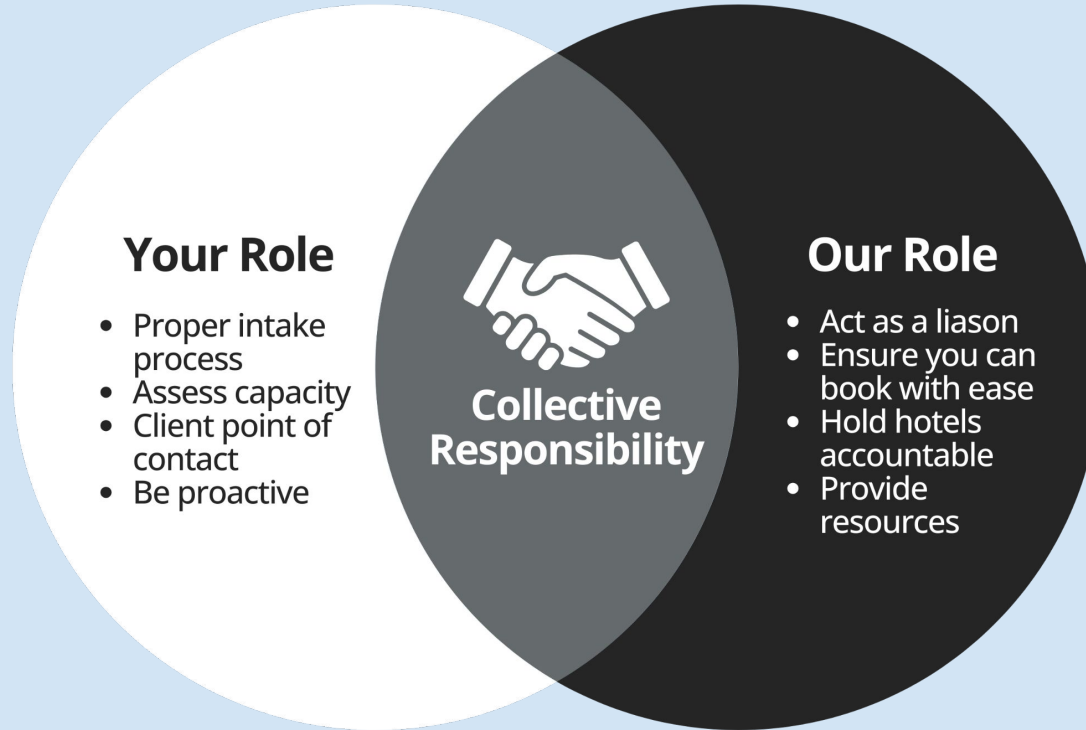 Your Role
• Proper intake
process
• Assess capacity
• Client point of
contact
• Be proactive
Collective
Responsibility
Our Role
• Act as a liason
• Ensure you can
book with ease
• Hold hotels
accountable
• Provide
resources